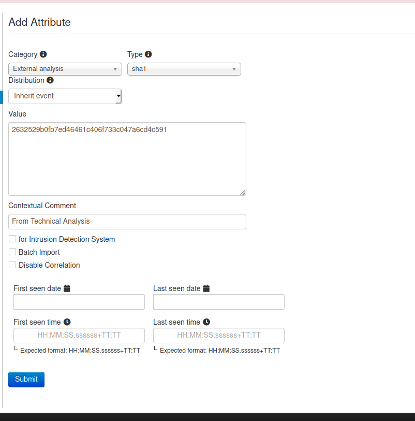 Add Attribute
Category Type
External analysis sha1
Distribution
Inherit event
Value
2632529b0fb7ed46461c406f733c047a6cd4c591
Contextual Comment
From Technical Analysis
for Intrusion Detection System
Batch Import
Disable Correlation
First seen date Last seen date
First seen time Last seen time
HH:MM:SS.ssssss+TT:TT HH:MM:SS.ssssss+TT:TT
Expected format: HH:MM:SS.ssssss+TT:TT Expected format: HH:MM:SS.ssssss+TT:TT
Submit